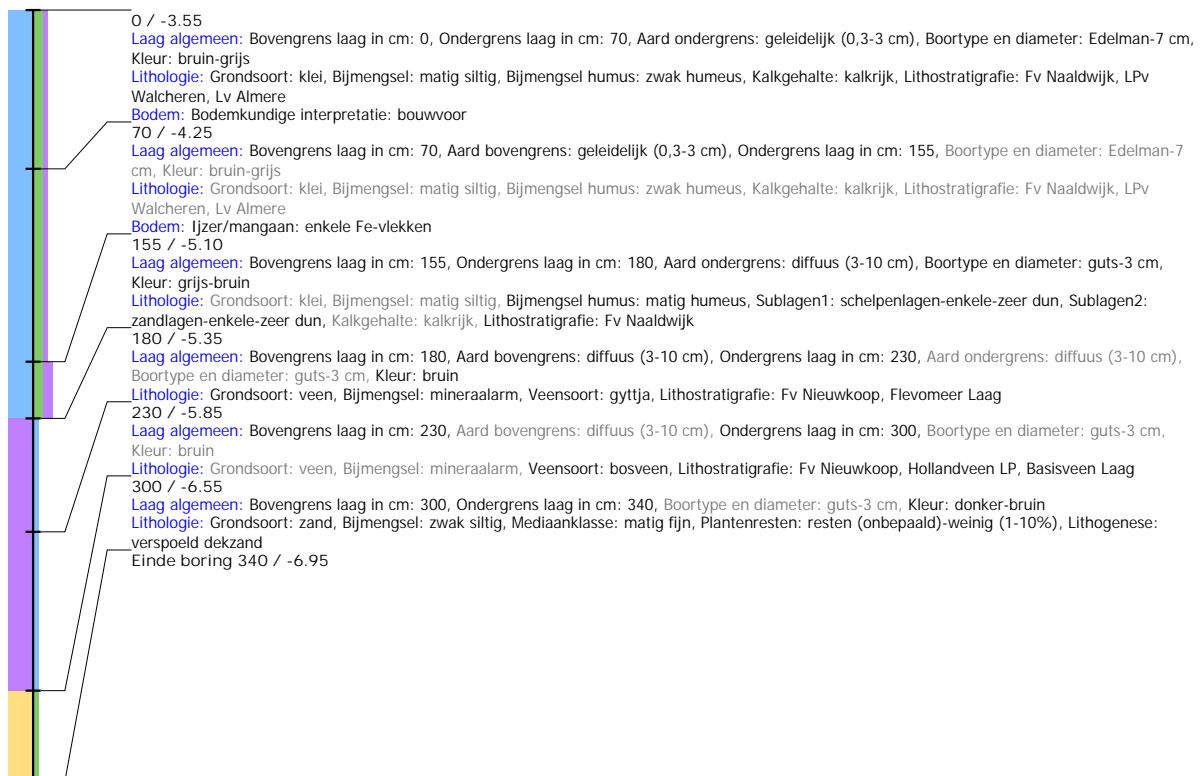 0 / -3.55
Laag algemeen: Bovengrens laag in cm: 0, Ondergrens laag in cm: 70, Aard ondergrens: geleidelijk (0,3-3 cm), Boortype en diameter: Edelman-7 cm,
Kleur: bruin-grijs
Lithologie: Grondsoort: klei, Bijmengsel: matig siltig, Bijmengsel humus: zwak humeus, Kalkgehalte: kalkrijk, Lithostratigrafie: Fv Naaldwijk, LPv
Walcheren, Lv Almere
Bodem: Bodemkundige interpretatie: bouwvoor
70 / -4.25
Laag algemeen: Bovengrens laag in cm: 70, Aard bovengrens: geleidelijk (0,3-3 cm), Ondergrens laag in cm: 155, Boortype en diameter: Edelman-7
cm, Kleur: bruin-grijs
Lithologie: Grondsoort: klei, Bijmengsel: matig siltig, Bijmengsel humus: zwak humeus, Kalkgehalte: kalkrijk, Lithostratigrafie: Fv Naaldwijk, LPv
Walcheren, Lv Almere
Bodem: Ijzer/mangaan: enkele Fe-vlekken
155 / -5.10
Laag algemeen: Bovengrens laag in cm: 155, Ondergrens laag in cm: 180, Aard ondergrens: diffuus (3-10 cm), Boortype en diameter: guts-3 cm,
Kleur: grijs-bruin
Lithologie: Grondsoort: klei, Bijmengsel: matig siltig, Bijmengsel humus: matig humeus, Sublagen1: schelpenlagen-enkele-zeer dun, Sublagen2:
zandlagen-enkele-zeer dun, Kalkgehalte: kalkrijk, Lithostratigrafie: Fv Naaldwijk
180 / -5.35
Laag algemeen: Bovengrens laag in cm: 180, Aard bovengrens: diffuus (3-10 cm), Ondergrens laag in cm: 230, Aard ondergrens: diffuus (3-10 cm),
Boortype en diameter: guts-3 cm, Kleur: bruin
Lithologie: Grondsoort: veen, Bijmengsel: mineraalarm, Veensoort: gyttja, Lithostratigrafie: Fv Nieuwkoop, Flevomeer Laag
230 / -5.85
Laag algemeen: Bovengrens laag in cm: 230, Aard bovengrens: diffuus (3-10 cm), Ondergrens laag in cm: 300, Boortype en diameter: guts-3 cm,
Kleur: bruin
Lithologie: Grondsoort: veen, Bijmengsel: mineraalarm, Veensoort: bosveen, Lithostratigrafie: Fv Nieuwkoop, Hollandveen LP, Basisveen Laag
300 / -6.55
Laag algemeen: Bovengrens laag in cm: 300, Ondergrens laag in cm: 340, Boortype en diameter: guts-3 cm, Kleur: donker-bruin
Lithologie: Grondsoort: zand, Bijmengsel: zwak siltig, Mediaanklasse: matig fijn, Plantenresten: resten (onbepaald)-weinig (1-10%), Lithogenese:
verspoeld dekzand
Einde boring 340 / -6.95